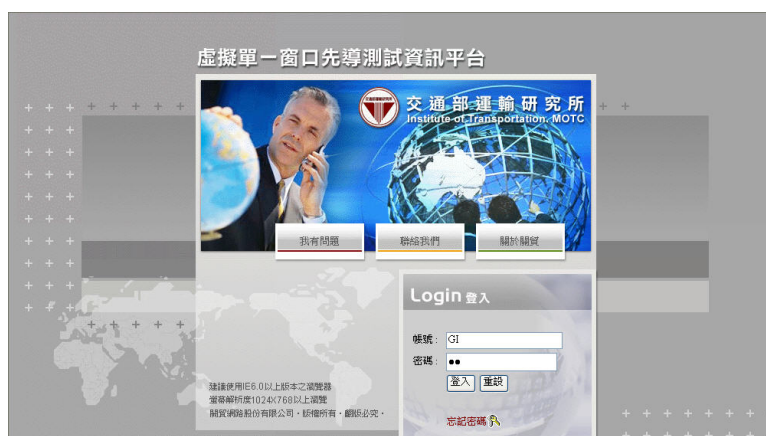 虛擬單一窗口先導測試資訊平台
交通部運輸研究所
Institute of Transportation, MOTC
我有問題
聯絡我們
關於關貿
Login 登入
帳號: GI
密碼: ●●
登入 重設
建議使用IE6.0以上版本之瀏覽器
螢幕解析度1024X768以上瀏覽
關貿網路股份有限公司‧版權所有‧翻版必究‧
忘記密碼